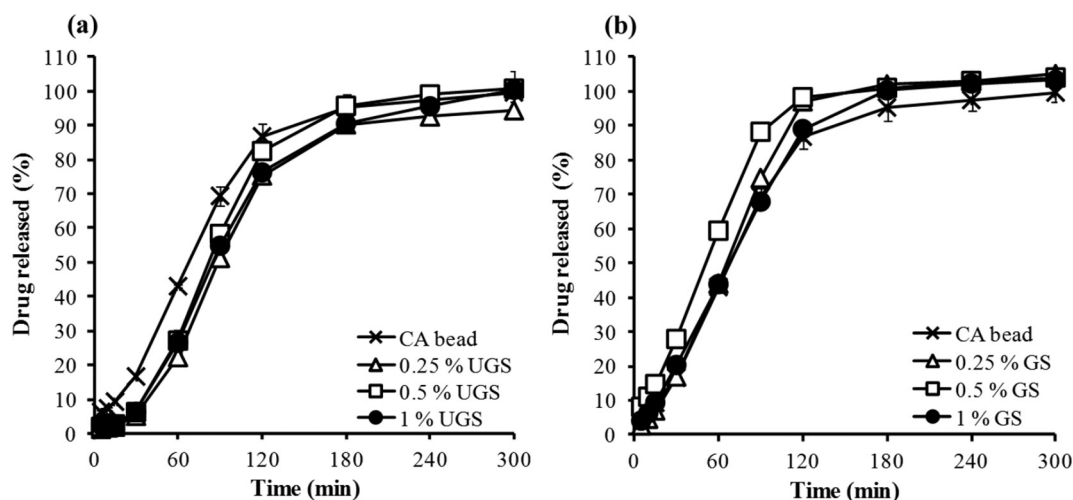 (a)
110
100
90
80
70
60
50
40
30
20
10
0
Drug released (%)
0 60 120 180 240 300
Time (min)
CA bead
0.25 % UGS
0.5 % UGS
1 % UGS
(b)
110
100
90
80
70
60
50
40
30
20
10
0
Drug released (%)
0 60 120 180 240 300
Time (min)
CA bead
0.25 % GS
0.5 % GS
1 % GS